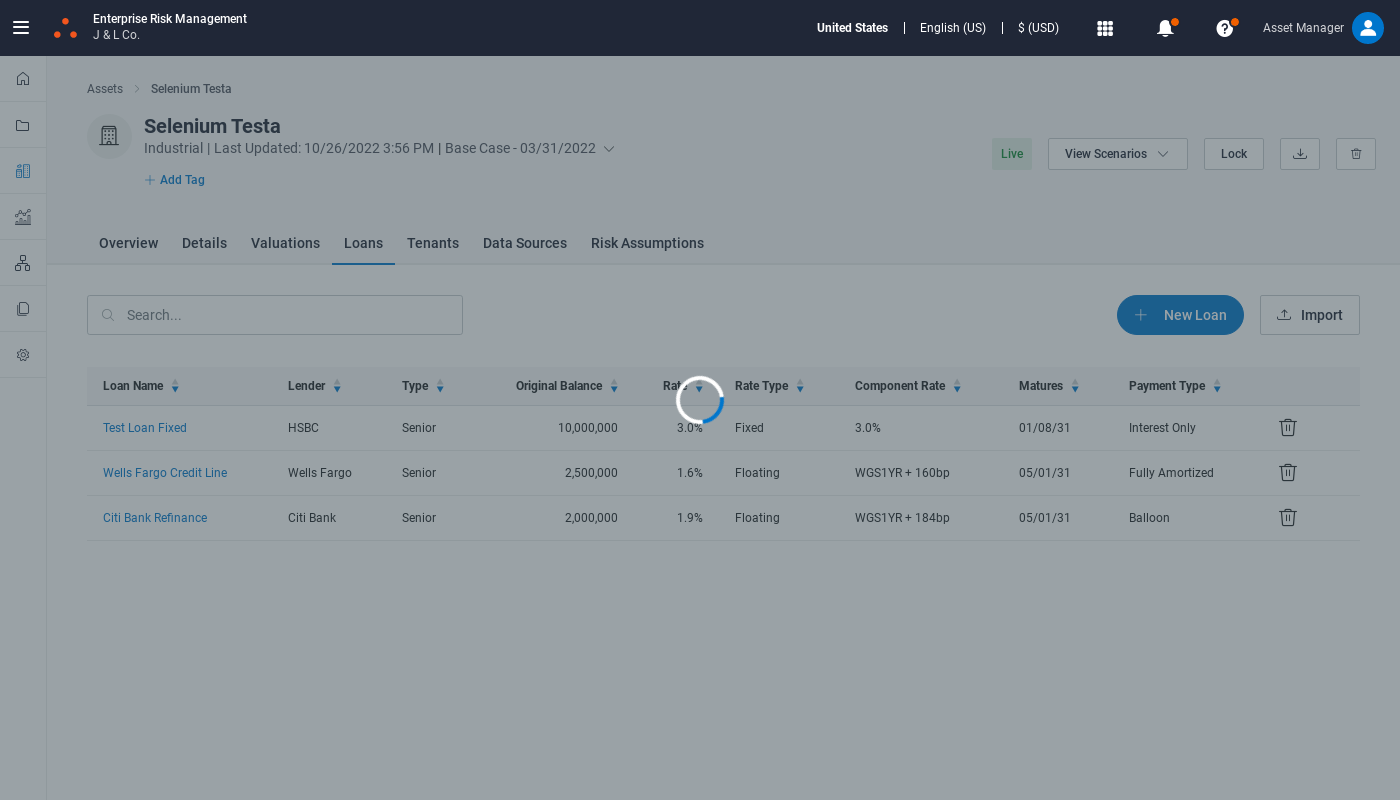 Enterprise Risk Management
J & L Co.
United States | English (US) | $ (USD)
Asset Manager
Assets > Selenium Testa
Selenium Testa
Industrial | Last Updated: 10/26/2022 3:56 PM | Base Case - 03/31/2022
Live
View Scenarios
Lock
Add Tag
Overview Details Valuations Loans Tenants Data Sources Risk Assumptions
Search...
New Loan
Import
Loan Name Lender Type Original Balance Rate Rate Type Component Rate Matures Payment Type
Test Loan Fixed HSBC Senior 10,000,000 3.0% Fixed 3.0% 01/08/31 Interest Only
Wells Fargo Credit Line Wells Fargo Senior 2,500,000 1.6% Floating WGS1YR + 160bp 05/01/31 Fully Amortized
Citi Bank Refinance Citi Bank Senior 2,000,000 1.9% Floating WGS1YR + 184bp 05/01/31 Balloon